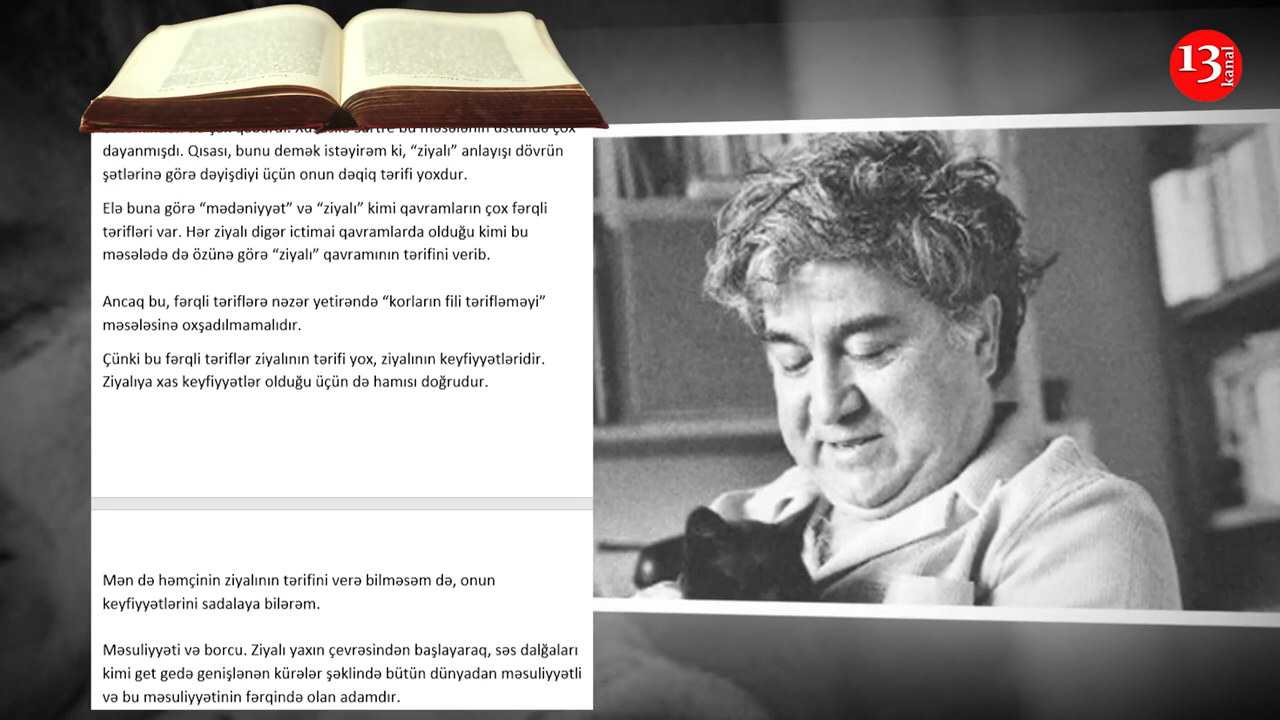 13 kanal
dayanmışdı. Qısası, bunu demək istəyirəm ki, “ziyalı” anlayışı dövrün
şətlərinə görə dəyişdiyi üçün onun dəqiq tərifi yoxdur.
Elə buna görə “mədəniyyət” və “ziyalı” kimi qavramların çox fərqli
tərifləri var. Hər ziyalı digər ictimai qavramlarda olduğu kimi bu
məsələdə də özünə görə “ziyalı” qavramının tərifini verib.
Ancaq bu, fərqli təriflərə nəzər yetirəndə “korların fili tərifləməyi”
məsələsinə oxşadılmamalıdır.
Çünki bu fərqli təriflər ziyalının tərifi yox, ziyalının keyfiyyətləridir.
Ziyalıya xas keyfiyyətlər olduğu üçün də hamısı doğrudur.
Mən də həmçinin ziyalının tərifini verə bilməsəm də, onun
keyfiyyətlərini sadalaya bilərəm.
Məsuliyyəti və borcu. Ziyalı yaxın çevrəsindən başlayaraq, səs dalğaları
kimi get gedə genişlənən kürələr şəklində bütün dünyadan məsuliyyətli
və bu məsuliyyətinin fərqində olan adamdır.